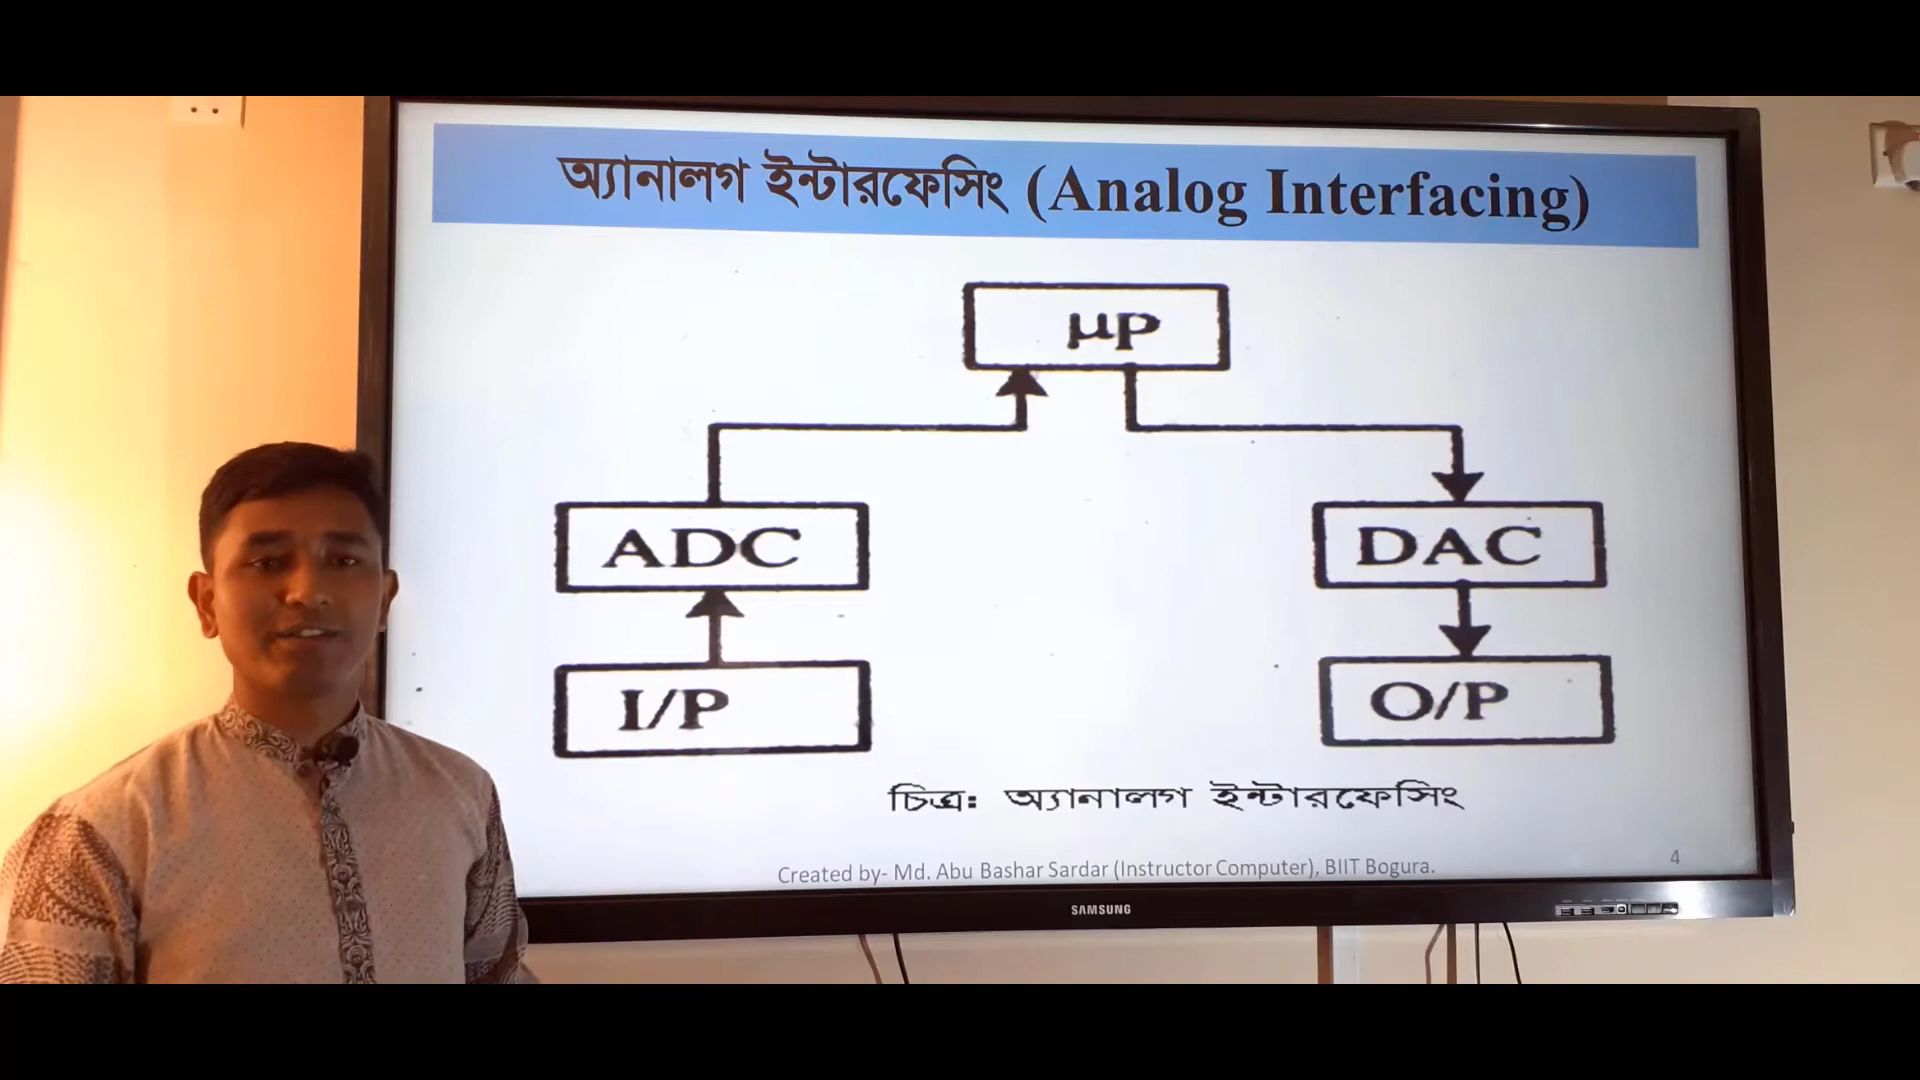 অ্যানালগ ইন্টারফেসিং (Analog Interfacing)
µP
ADC
DAC
I/P
O/P
চিত্র: অ্যানালগ ইন্টারফেসিং
Created by- Md. Abu Bashar Sardar (Instructor Computer), BIIT Bogura.
4
SAMSUNG